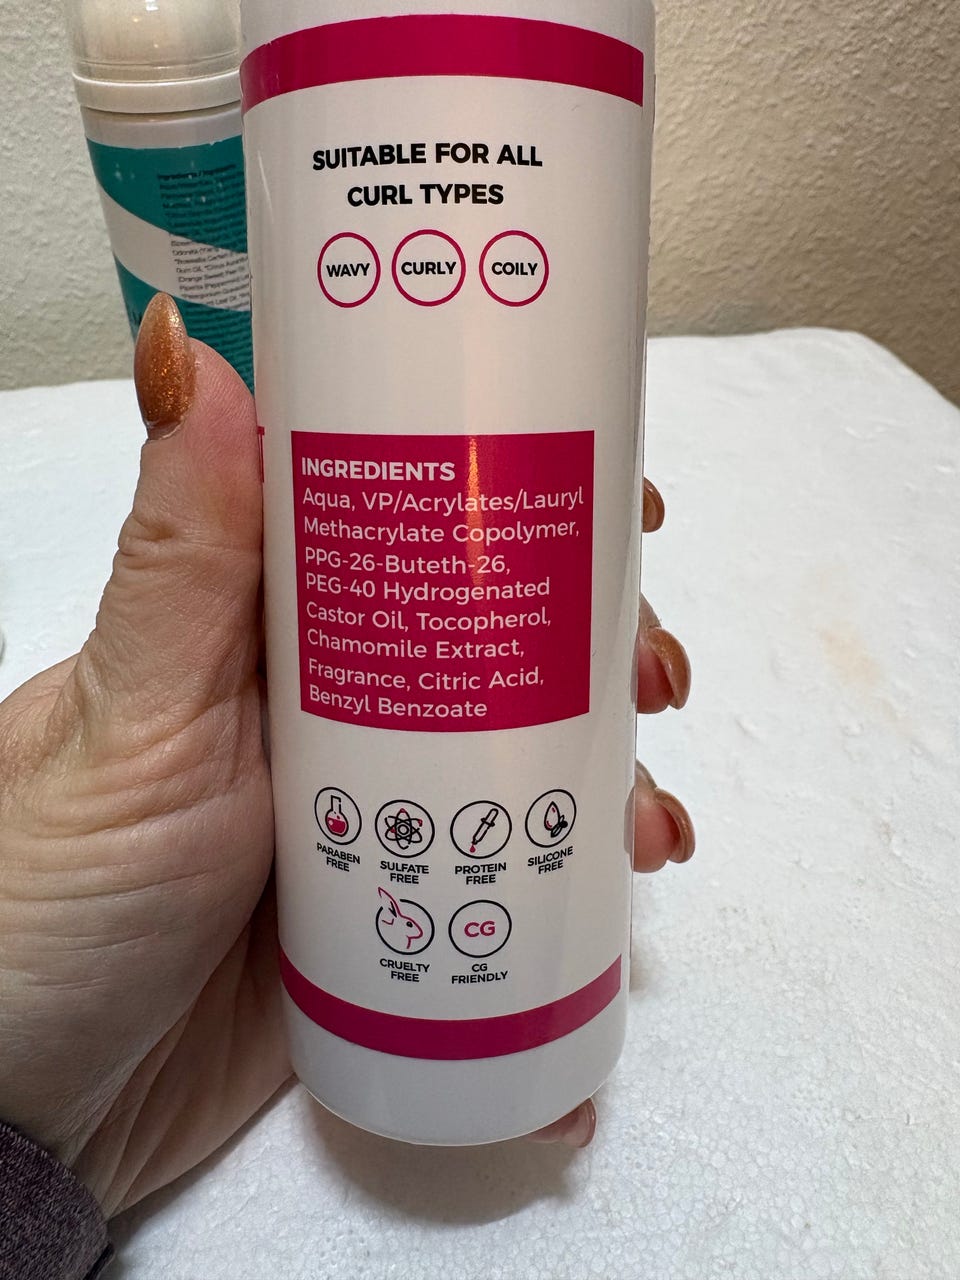 SUITABLE FOR ALL
CURL TYPES
WAVY CURLY COILY
INGREDIENTS
Aqua, VP/Acrylates/Lauryl
Methacrylate Copolymer,
PPG-26-Buteth-26,
PEG-40 Hydrogenated
Castor Oil, Tocopherol,
Chamomile Extract,
Fragrance, Citric Acid,
Benzyl Benzoate
PARABEN
FREE
SULFATE
FREE
PROTEIN
FREE
SILICONE
FREE
CRUELTY
FREE
CG
CG
FRIENDLY